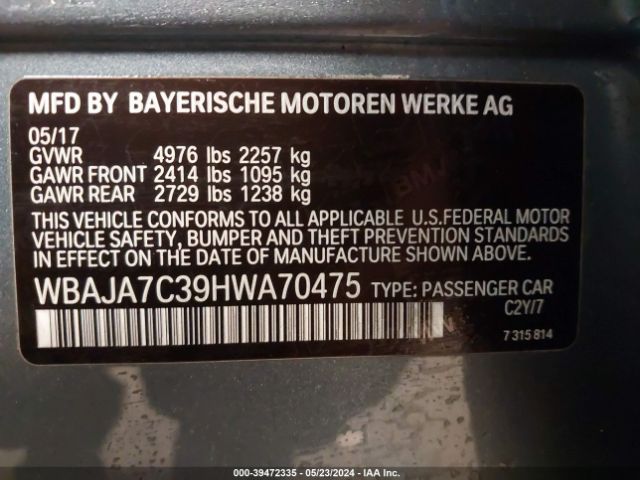 MFD BY BAYERISCHE MOTOREN WERKE AG
05/17
GVWR 4976 lbs 2257 kg
GAWR FRONT 2414 lbs 1095 kg
GAWR REAR 2729 lbs 1238 kg
THIS VEHICLE CONFORMS TO ALL APPLICABLE U.S.FEDERAL MOTOR
VEHICLE SAFETY, BUMPER AND THEFT PREVENTION STANDARDS
IN EFFECT ON THE DATE OF MANUFACTURE SHOWN ABOVE.
WBAJA7C39HWA70475 TYPE: PASSENGER CAR
C2Y/7
7 315 814
000-39472335 - 05/23/2024 - IAA Inc.